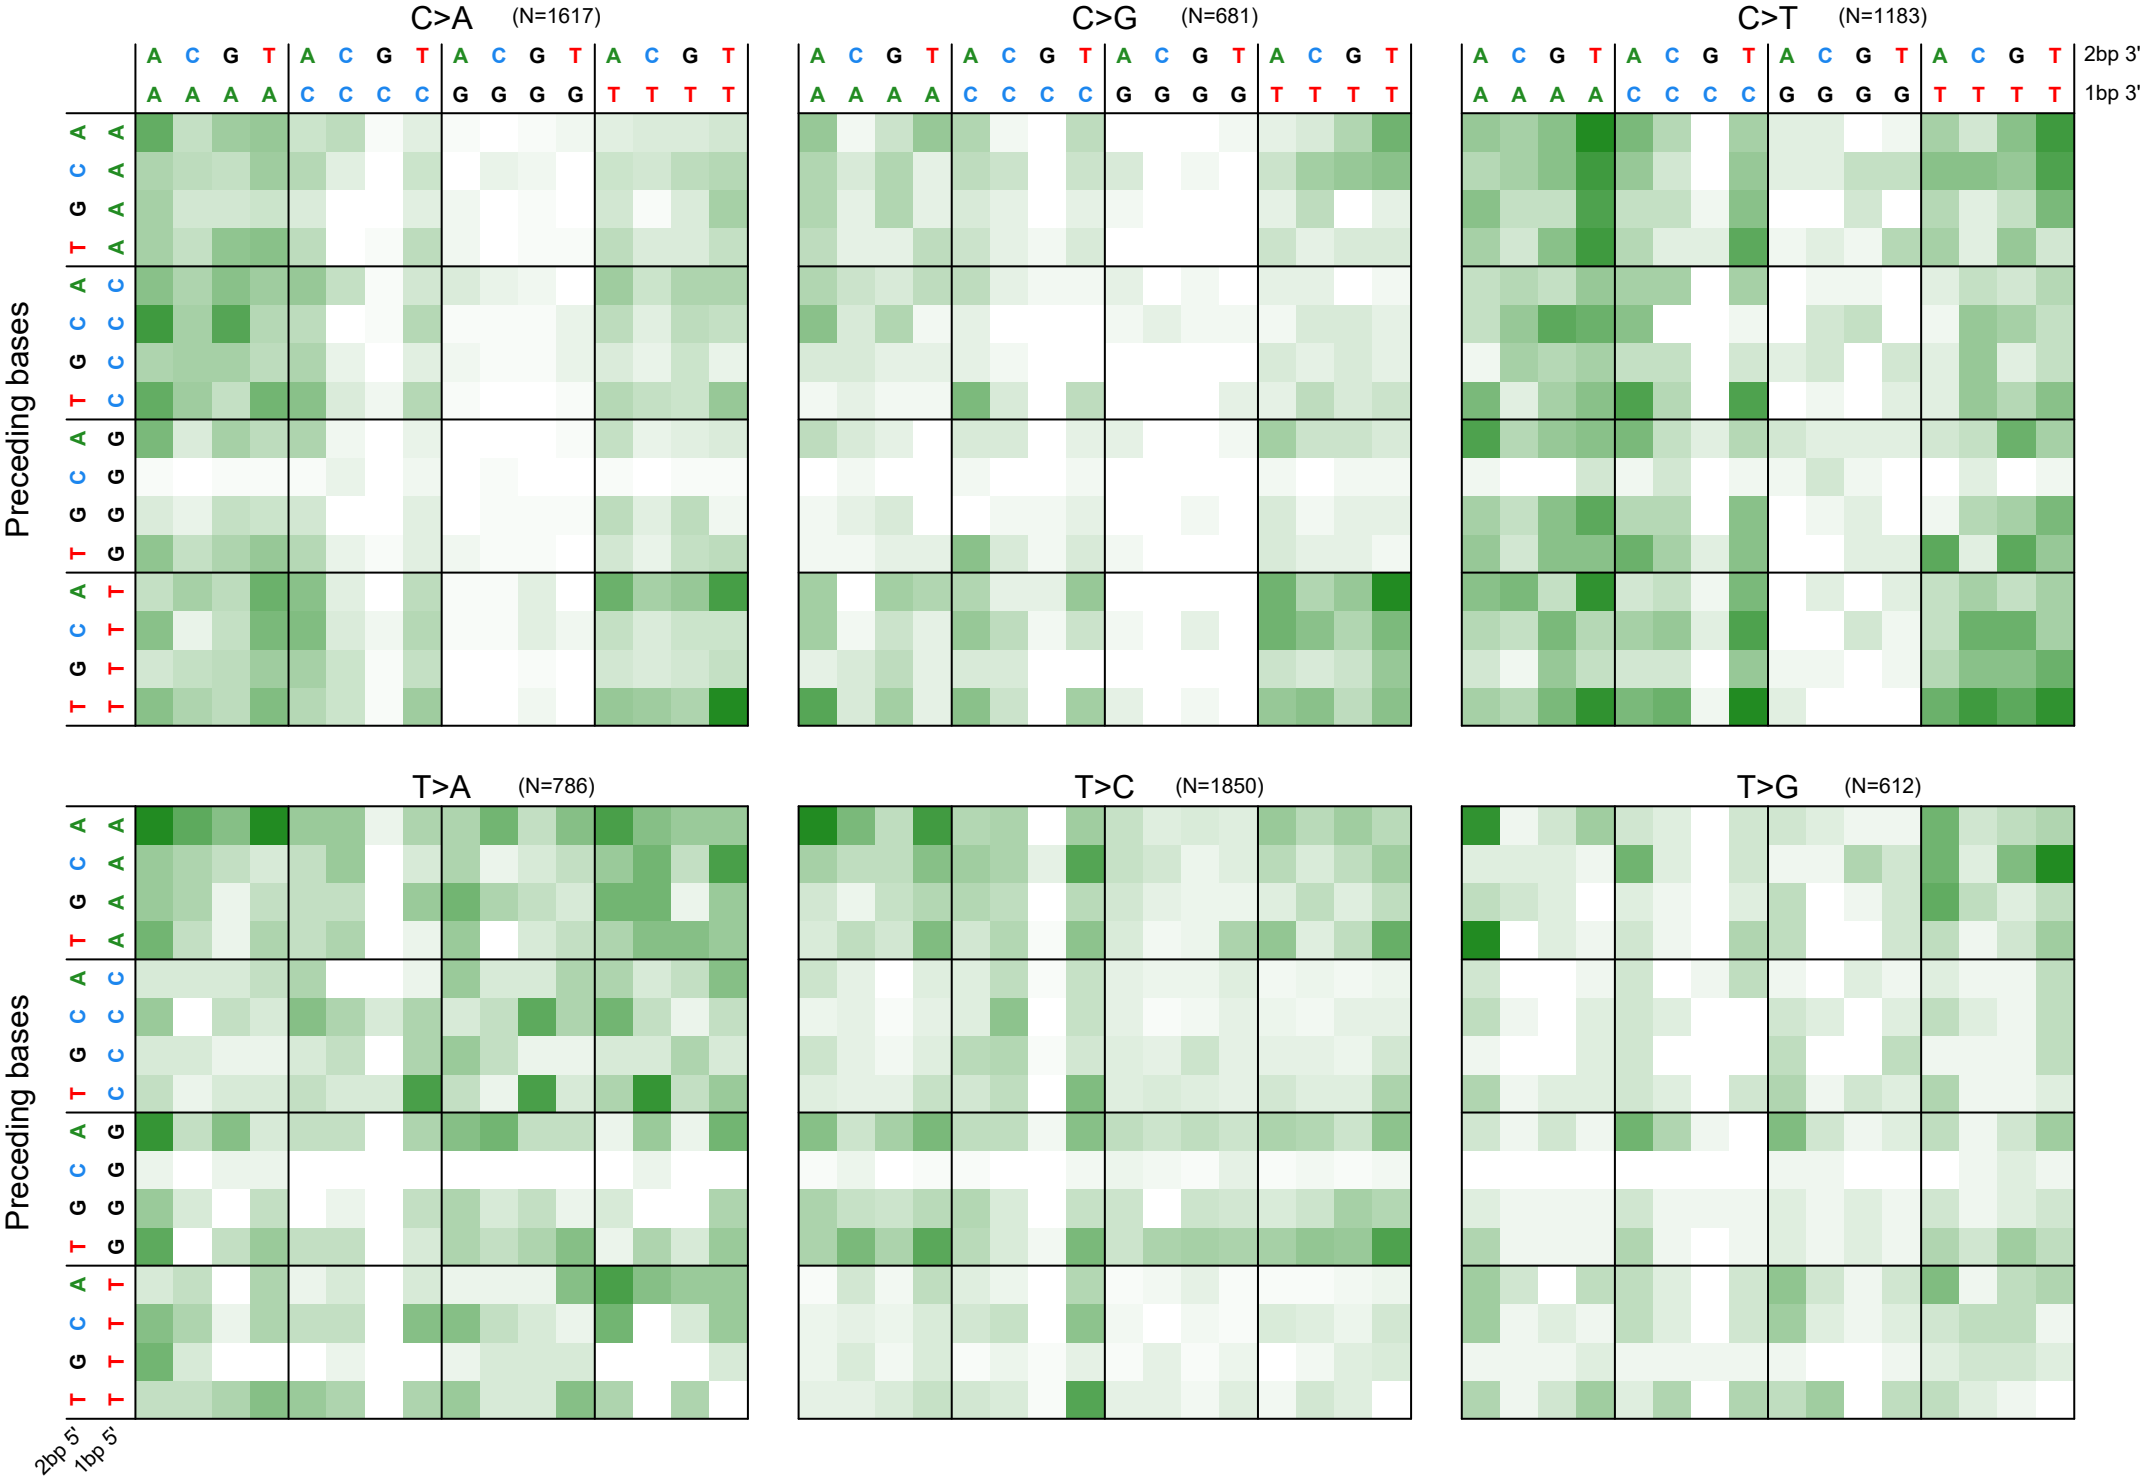 C>A (N=1617) C>G (N=681) C>T (N=1183)
A C G T A C G T A C G T A C G T A C G T A C G T A C G T A C G T A C G T A C G T A C G T A C G T 2bp 3'
A A A A C C C C G G G G T T T T A A A A C C C C G G G G T T T T A A A A C C C C G G G G T T T T 1bp 3'
Preceding bases
A A
C A
G A
T A
A C
C C
G C
T C
A G
C G
G G
T G
A T
C T
G T
T T
T>A (N=786) T>C (N=1850) T>G (N=612)
Preceding bases
A A
C A
G A
T A
A C
C C
G C
T C
A G
C G
G G
T G
A T
C T
G T
T T
2bp 5' 1bp 5'